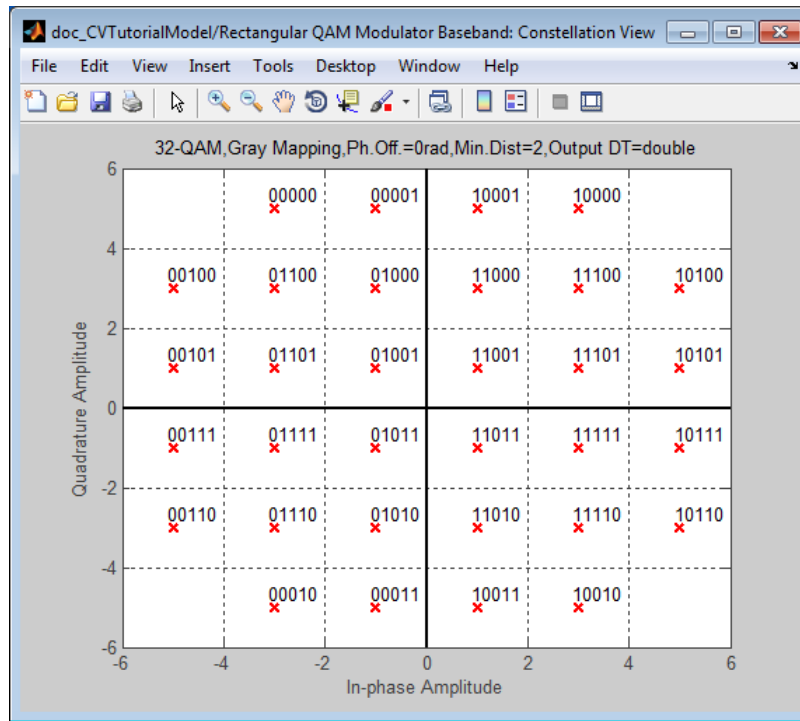 doc_CVTutorialModel/Rectangular QAM Modulator Baseband: Constellation View
File Edit View Insert Tools Desktop Window Help
32-QAM,Gray Mapping,Ph.Off.=0rad,Min.Dist=2,Output DT=double
6
00000 00001 10001 10000
4
00100 01100 01000 11000 11100 10100
2
00101 01101 01001 11001 11101 10101
Quadrature Amplitude
0
00111 01111 01011 11011 11111 10111
-2
00110 01110 01010 11010 11110 10110
-4
00010 00011 10011 10010
-6
-6 -4 -2 0 2 4 6
In-phase Amplitude